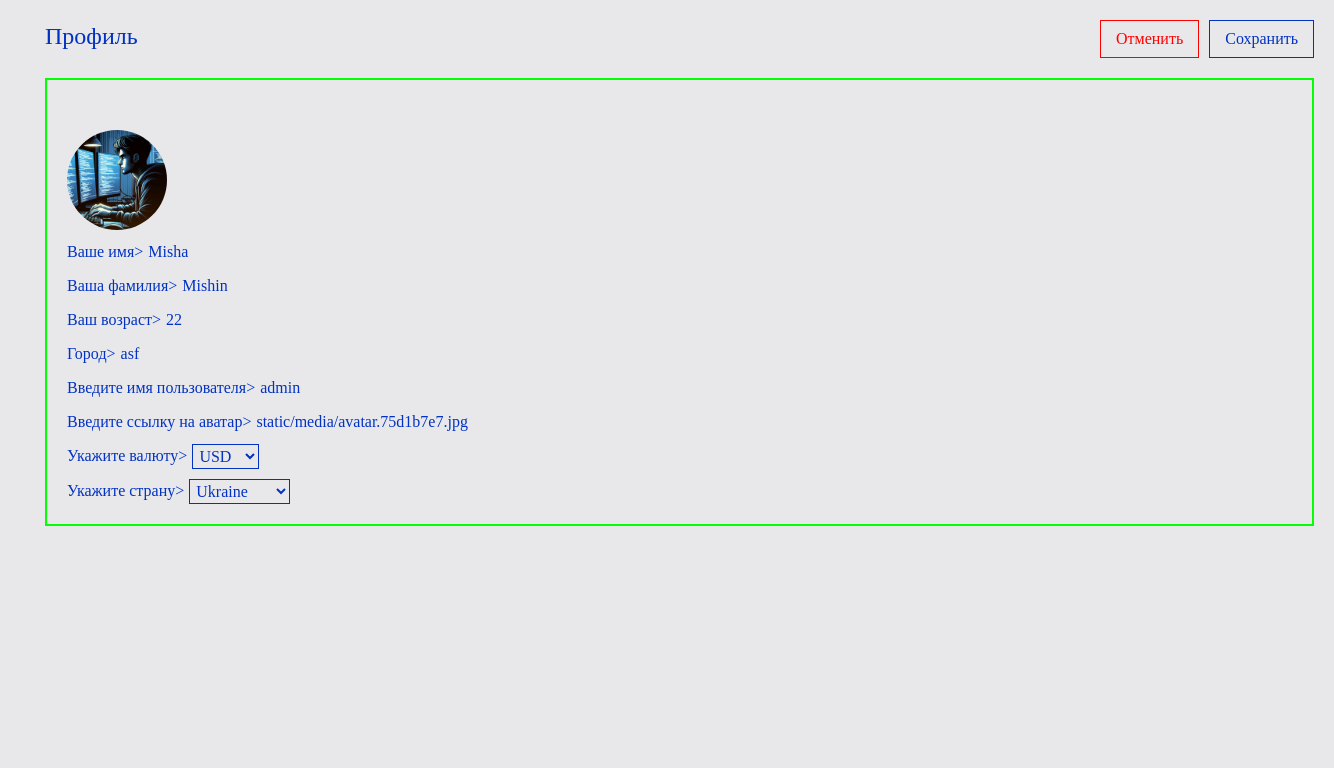 Профиль
Отменить
Сохранить
Ваше имя> Misha
Ваша фамилия> Mishin
Ваш возраст> 22
Город> asf
Введите имя пользователя> admin
Введите ссылку на аватар> static/media/avatar.75d1b7e7.jpg
Укажите валюту> USD
Укажите страну> Ukraine